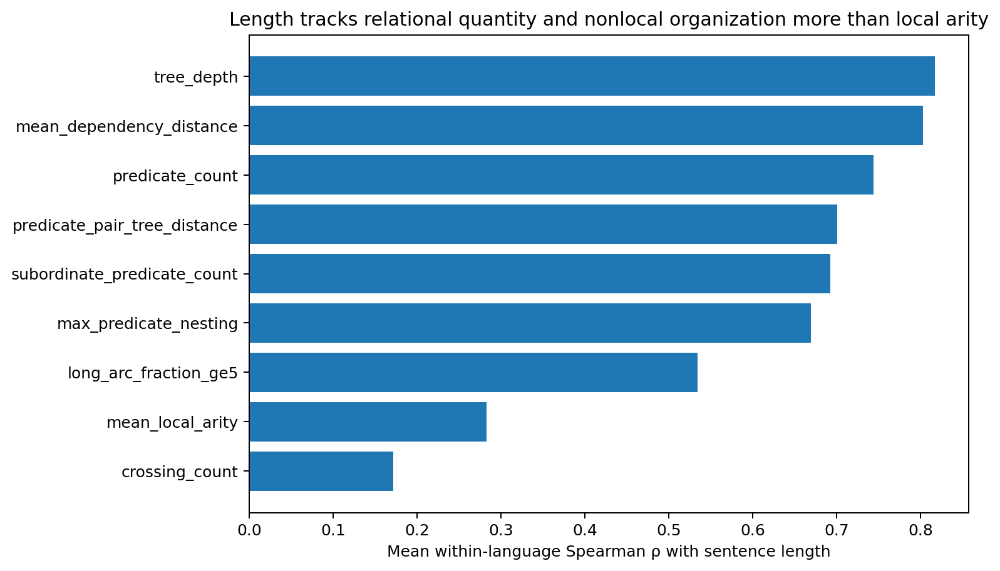 Length tracks relational quantity and nonlocal organization more than local arity
tree_depth
mean_dependency_distance
predicate_count
predicate_pair_tree_distance
subordinate_predicate_count
max_predicate_nesting
long_arc_fraction_ge5
mean_local_arity
crossing_count
0.0 0.1 0.2 0.3 0.4 0.5 0.6 0.7 0.8
Mean within-language Spearman ρ with sentence length